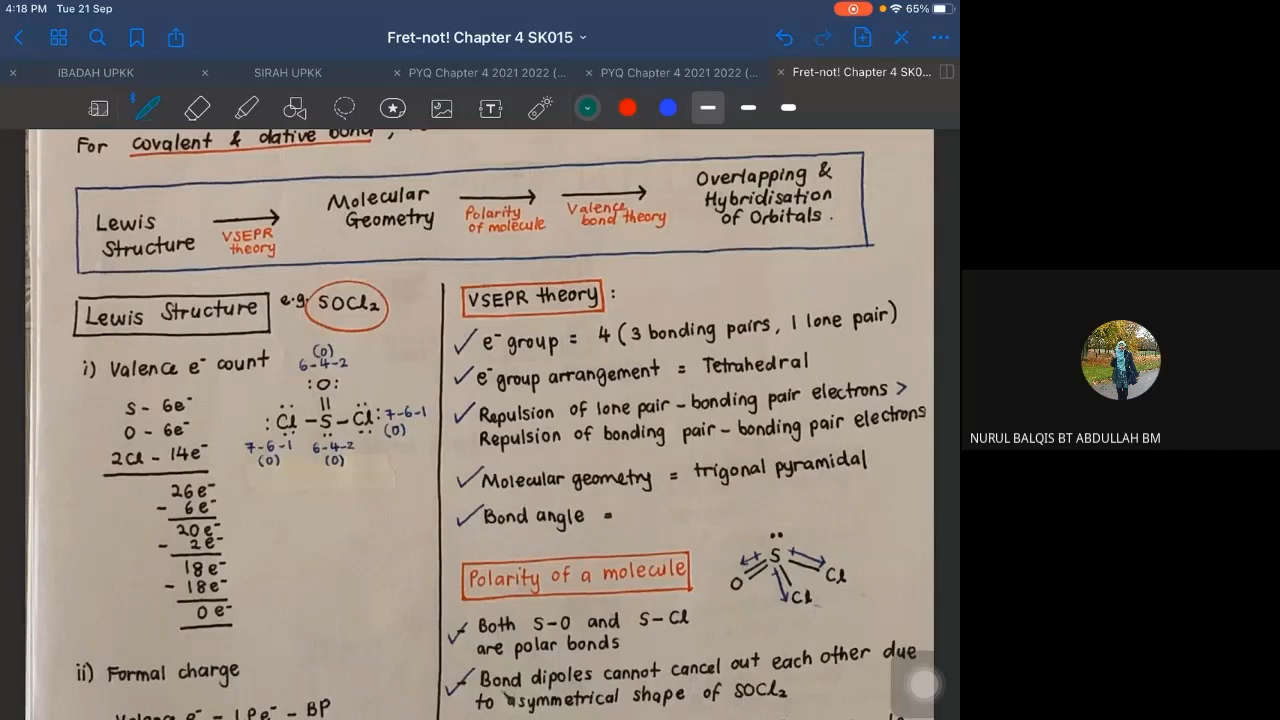 4:18 PM Tue 21 Sep
65%
Fret-not! Chapter 4 SK015
IBADAH UPKK
SIRAH UPKK
PYQ Chapter 4 2021 2022 (...
PYQ Chapter 4 2021 2022 (...
Fret-not! Chapter 4 SK0...
For covalent & dative bond,
Lewis Structure
VSEPR theory
Molecular Geometry
Polarity of molecule
Valence bond theory
Overlapping & Hybridisation of Orbitals.
Lewis Structure
e.g. SOCl₂
i) Valence e⁻ count
S - 6e⁻
O - 6e⁻
2Cl - 14e⁻
26e⁻
- 6e⁻
20e⁻
- 2e⁻
18e⁻
- 18e⁻
0e⁻
(0)
6-4-2
:O:
:Cl - S - Cl:
7-6-1
(0)
7-6-1
(0)
6-4-2
(0)
ii) Formal charge
Valence e⁻ - LPe⁻ - BP
VSEPR theory :
✓ e⁻ group = 4 (3 bonding pairs, 1 lone pair)
✓ e⁻ group arrangement = Tetrahedral
✓ Repulsion of lone pair - bonding pair electrons >
Repulsion of bonding pair - bonding pair electrons
✓ Molecular geometry = trigonal pyramidal
✓ Bond angle =
Polarity of a molecule
S
O
Cl
Cl
✓ Both S-O and S-Cl
are polar bonds
✓ Bond dipoles cannot cancel out each other due
to asymmetrical shape of SOCl₂
NURUL BALQIS BT ABDULLAH BM